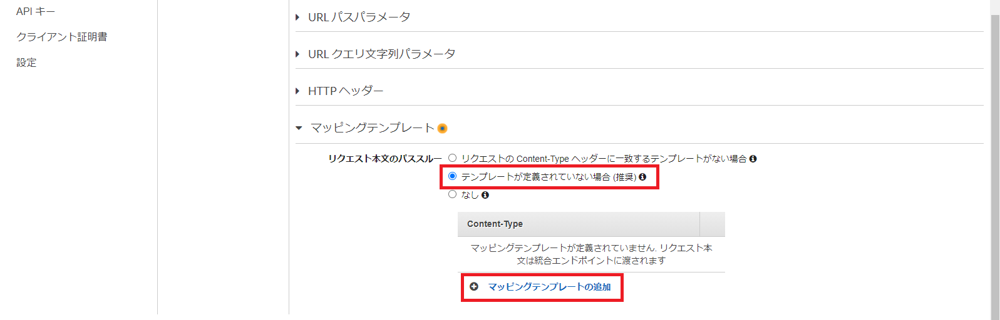 API キー
クライアント証明書
設定
URL パスパラメータ
URL クエリ文字列パラメータ
HTTP ヘッダー
マッピングテンプレート
リクエスト本文のパススルー
リクエストの Content-Type ヘッダーに一致するテンプレートがない場合
テンプレートが定義されていない場合 (推奨)
なし
Content-Type
マッピングテンプレートが定義されていません. リクエスト本
文は統合エンドポイントに渡されます
マッピングテンプレートの追加